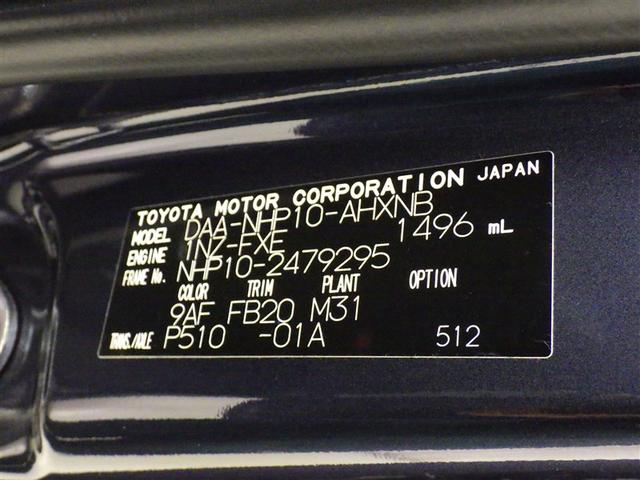 TOYOTA MOTOR CORPORATION JAPAN
MODEL DAA-NHP10-AHXNB
ENGINE 1NZ-FXE 1496 mL
FRAME No. NHP10-2479295
COLOR TRIM PLANT OPTION
9AF FB20 M31
TRANS./AXLE P510 -01A 512